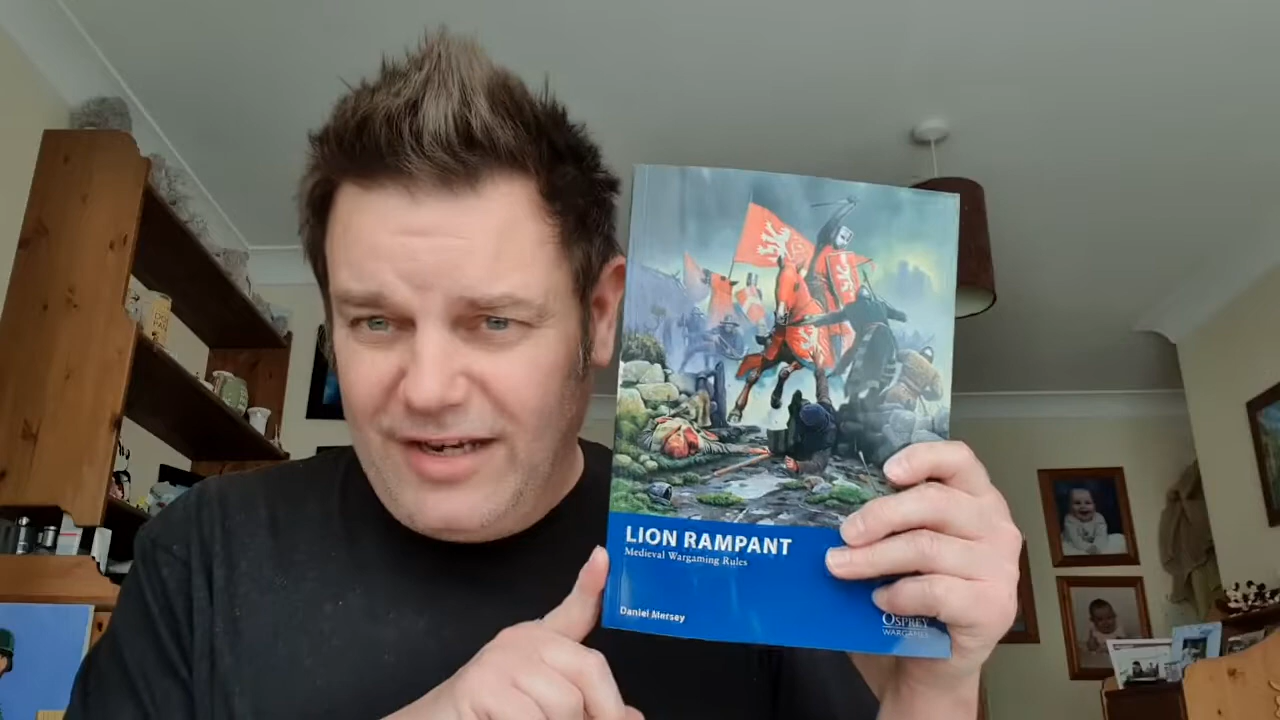 LION RAMPANT
Medieval Wargaming Rules
Daniel Mersey
OSPREY
WARGAMES